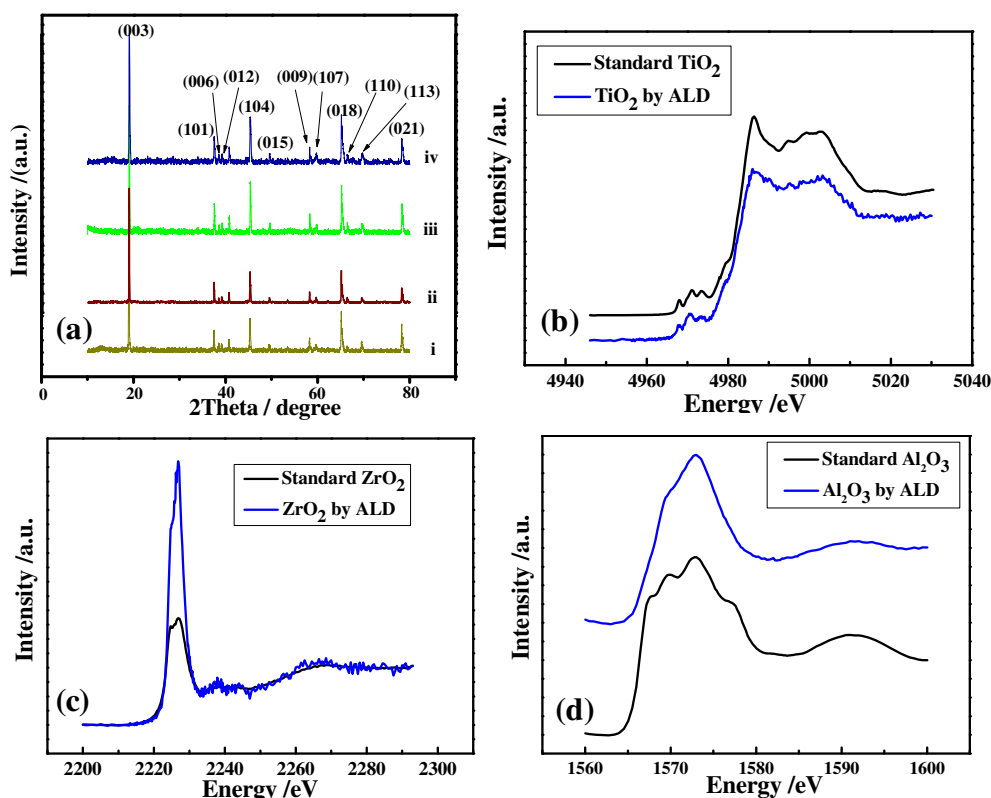 (003)
(006)
(012)
(009)
(107)
(110)
(113)
(101)
(104)
(015)
(018)
(021)
iv
iii
ii
i
(a)
Intensity /(a.u.)
0 20 40 60 80
2Theta / degree
Standard TiO₂
TiO₂ by ALD
(b)
Intensity /a.u.
4940 4960 4980 5000 5020 5040
Energy /eV
Standard ZrO₂
ZrO₂ by ALD
(c)
Intensity /a.u.
2200 2220 2240 2260 2280 2300
Energy /eV
Standard Al₂O₃
Al₂O₃ by ALD
(d)
Intensity /a.u.
1560 1570 1580 1590 1600
Energy /eV